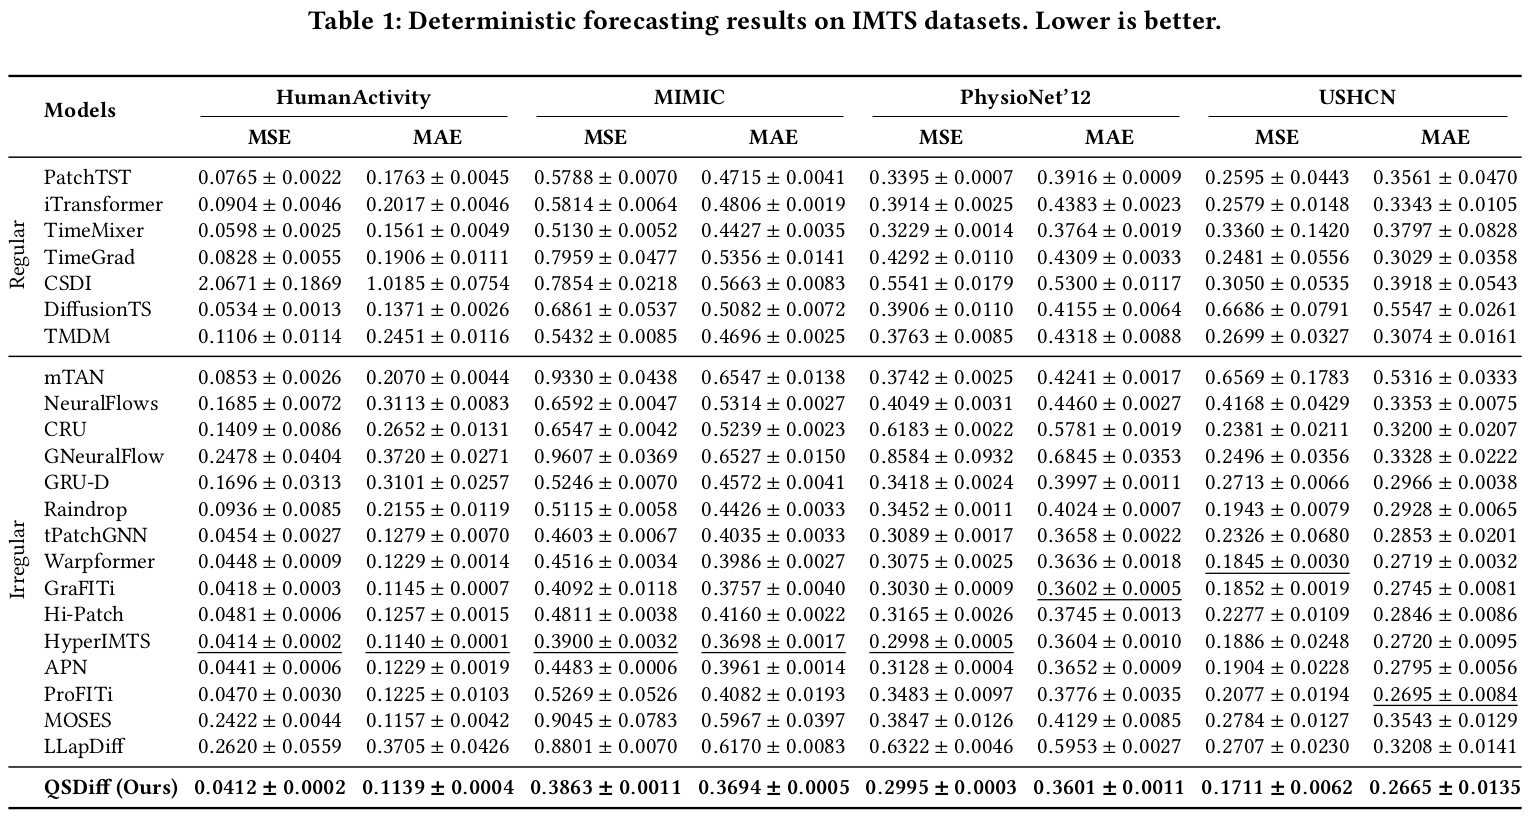 Table 1: Deterministic forecasting results on IMTS datasets. Lower is better.
Models HumanActivity MIMIC PhysioNet’12 USHCN
MSE MAE MSE MAE MSE MAE MSE MAE
Regular
PatchTST 0.0765 ± 0.0022 0.1763 ± 0.0045 0.5788 ± 0.0070 0.4715 ± 0.0041 0.3395 ± 0.0007 0.3916 ± 0.0009 0.2595 ± 0.0443 0.3561 ± 0.0470
iTransformer 0.0904 ± 0.0046 0.2017 ± 0.0046 0.5814 ± 0.0064 0.4806 ± 0.0019 0.3914 ± 0.0025 0.4383 ± 0.0023 0.2579 ± 0.0148 0.3343 ± 0.0105
TimeMixer 0.0598 ± 0.0025 0.1561 ± 0.0049 0.5130 ± 0.0052 0.4427 ± 0.0035 0.3229 ± 0.0014 0.3764 ± 0.0019 0.3360 ± 0.1420 0.3797 ± 0.0828
TimeGrad 0.0828 ± 0.0055 0.1906 ± 0.0111 0.7959 ± 0.0477 0.5356 ± 0.0141 0.4292 ± 0.0110 0.4309 ± 0.0033 0.2481 ± 0.0556 0.3029 ± 0.0358
CSDI 2.0671 ± 0.1869 1.0185 ± 0.0754 0.7854 ± 0.0218 0.5663 ± 0.0083 0.5541 ± 0.0179 0.5300 ± 0.0117 0.3050 ± 0.0535 0.3918 ± 0.0543
DiffusionTS 0.0534 ± 0.0013 0.1371 ± 0.0026 0.6861 ± 0.0537 0.5082 ± 0.0072 0.3906 ± 0.0110 0.4155 ± 0.0064 0.6686 ± 0.0791 0.5547 ± 0.0261
TMDM 0.1106 ± 0.0114 0.2451 ± 0.0116 0.5432 ± 0.0085 0.4696 ± 0.0025 0.3763 ± 0.0085 0.4318 ± 0.0088 0.2699 ± 0.0327 0.3074 ± 0.0161
Irregular
mTAN 0.0853 ± 0.0026 0.2070 ± 0.0044 0.9330 ± 0.0438 0.6547 ± 0.0138 0.3742 ± 0.0025 0.4241 ± 0.0017 0.6569 ± 0.1783 0.5316 ± 0.0333
NeuralFlows 0.1685 ± 0.0072 0.3113 ± 0.0083 0.6592 ± 0.0047 0.5314 ± 0.0027 0.4049 ± 0.0031 0.4460 ± 0.0027 0.4168 ± 0.0429 0.3353 ± 0.0075
CRU 0.1409 ± 0.0086 0.2652 ± 0.0131 0.6547 ± 0.0042 0.5239 ± 0.0023 0.6183 ± 0.0022 0.5781 ± 0.0019 0.2381 ± 0.0211 0.3200 ± 0.0207
GNeuralFlow 0.2478 ± 0.0404 0.3720 ± 0.0271 0.9607 ± 0.0369 0.6527 ± 0.0150 0.8584 ± 0.0932 0.6845 ± 0.0353 0.2496 ± 0.0356 0.3328 ± 0.0222
GRU-D 0.1696 ± 0.0313 0.3101 ± 0.0257 0.5246 ± 0.0070 0.4572 ± 0.0041 0.3418 ± 0.0024 0.3997 ± 0.0011 0.2713 ± 0.0066 0.2966 ± 0.0038
Raindrop 0.0936 ± 0.0085 0.2155 ± 0.0119 0.5115 ± 0.0058 0.4426 ± 0.0033 0.3452 ± 0.0011 0.4024 ± 0.0007 0.1943 ± 0.0079 0.2928 ± 0.0065
tPatchGNN 0.0454 ± 0.0027 0.1279 ± 0.0070 0.4603 ± 0.0067 0.4035 ± 0.0033 0.3089 ± 0.0017 0.3658 ± 0.0022 0.2326 ± 0.0680 0.2853 ± 0.0201
Warpformer 0.0448 ± 0.0009 0.1229 ± 0.0014 0.4516 ± 0.0034 0.3986 ± 0.0027 0.3075 ± 0.0025 0.3636 ± 0.0018 0.1845 ± 0.0030 0.2719 ± 0.0032
GraFITi 0.0418 ± 0.0003 0.1145 ± 0.0007 0.4092 ± 0.0118 0.3757 ± 0.0040 0.3030 ± 0.0009 0.3602 ± 0.0005 0.1852 ± 0.0019 0.2745 ± 0.0081
Hi-Patch 0.0481 ± 0.0006 0.1257 ± 0.0015 0.4811 ± 0.0038 0.4160 ± 0.0022 0.3165 ± 0.0026 0.3745 ± 0.0013 0.2277 ± 0.0109 0.2846 ± 0.0086
HyperIMTS 0.0414 ± 0.0002 0.1140 ± 0.0001 0.3900 ± 0.0032 0.3698 ± 0.0017 0.2998 ± 0.0005 0.3604 ± 0.0010 0.1886 ± 0.0248 0.2720 ± 0.0095
APN 0.0441 ± 0.0006 0.1229 ± 0.0019 0.4483 ± 0.0006 0.3961 ± 0.0014 0.3128 ± 0.0004 0.3652 ± 0.0009 0.1904 ± 0.0228 0.2795 ± 0.0056
ProFITi 0.0470 ± 0.0030 0.1225 ± 0.0103 0.5269 ± 0.0526 0.4082 ± 0.0193 0.3483 ± 0.0097 0.3776 ± 0.0035 0.2077 ± 0.0194 0.2695 ± 0.0084
MOSES 0.2422 ± 0.0044 0.1157 ± 0.0042 0.9045 ± 0.0783 0.5967 ± 0.0397 0.3847 ± 0.0126 0.4129 ± 0.0085 0.2784 ± 0.0127 0.3543 ± 0.0129
LLapDiff 0.2620 ± 0.0559 0.3705 ± 0.0426 0.8801 ± 0.0070 0.6170 ± 0.0083 0.6322 ± 0.0046 0.5953 ± 0.0027 0.2707 ± 0.0230 0.3208 ± 0.0141
QSDiff (Ours) 0.0412 ± 0.0002 0.1139 ± 0.0004 0.3863 ± 0.0011 0.3694 ± 0.0005 0.2995 ± 0.0003 0.3601 ± 0.0011 0.1711 ± 0.0062 0.2665 ± 0.0135